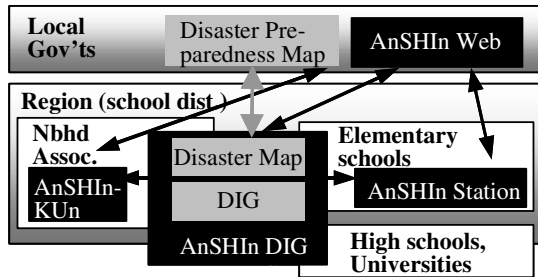 Local
Gov'ts
Disaster Pre-
paredness Map
AnSHIn Web
Region (school dist.)
Nbhd
Assoc.
AnSHIn-
KUn
Disaster Map
DIG
AnSHIn DIG
Elementary
schools
AnSHIn Station
High schools,
Universities